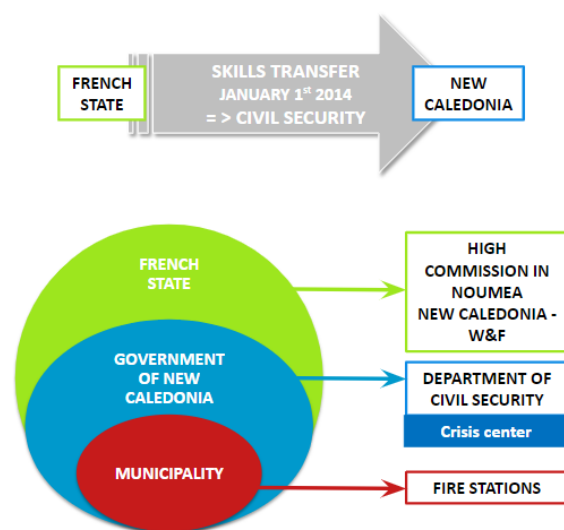 SKILLS TRANSFER
JANUARY 1st 2014
= > CIVIL SECURITY
FRENCH
STATE
NEW
CALEDONIA
FRENCH
STATE
HIGH
COMMISSION IN
NOUMEA
NEW CALEDONIA -
W&F
GOVERNMENT
OF NEW
CALEDONIA
DEPARTMENT OF
CIVIL SECURITY
Crisis center
MUNICIPALITY
FIRE STATIONS